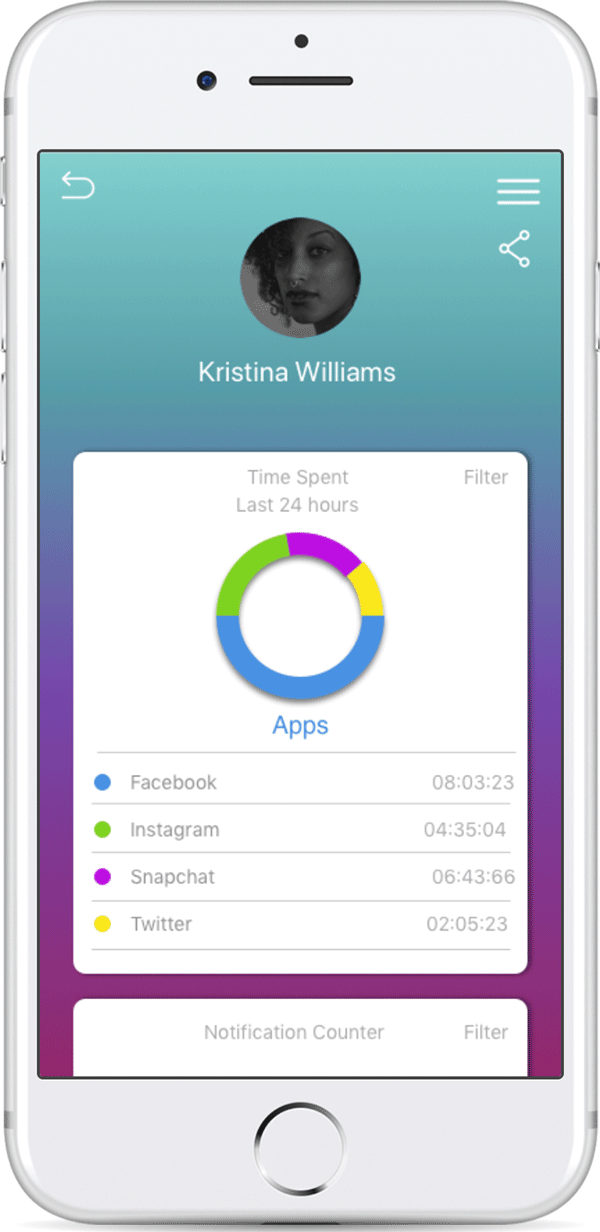 Kristina Williams
Time Spent
Filter
Last 24 hours
Apps
Facebook 08:03:23
Instagram 04:35:04
Snapchat 06:43:66
Twitter 02:05:23
Notification Counter
Filter